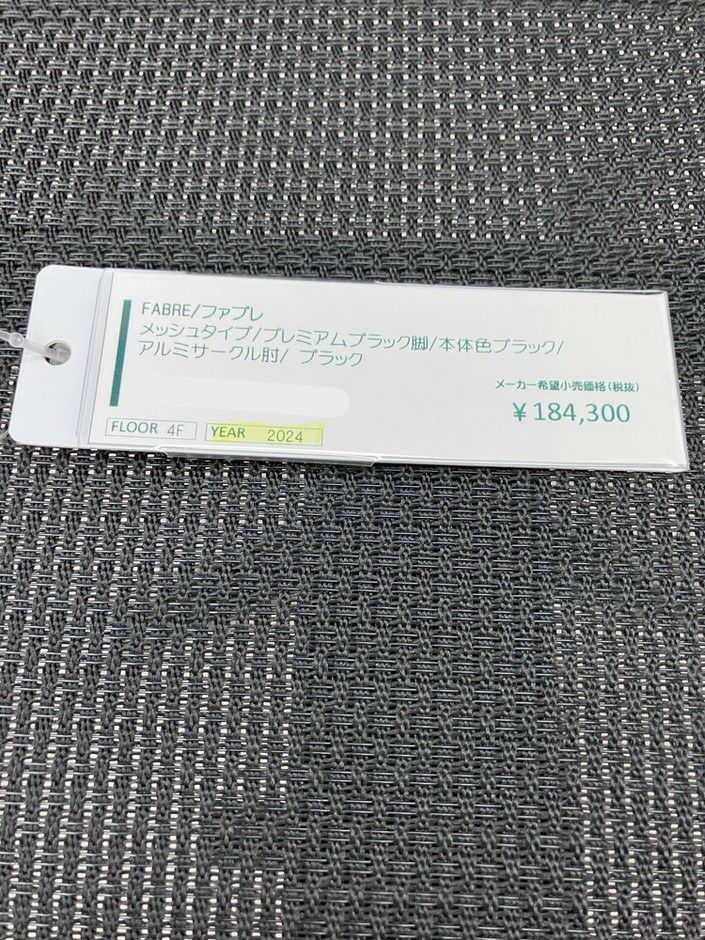 FABRE/ファブレ
メッシュタイプ/プレミアムブラック脚/本体色ブラック/
アルミサークル肘/ ブラック
メーカー希望小売価格(税抜)
¥184,300
FLOOR 4F YEAR 2024